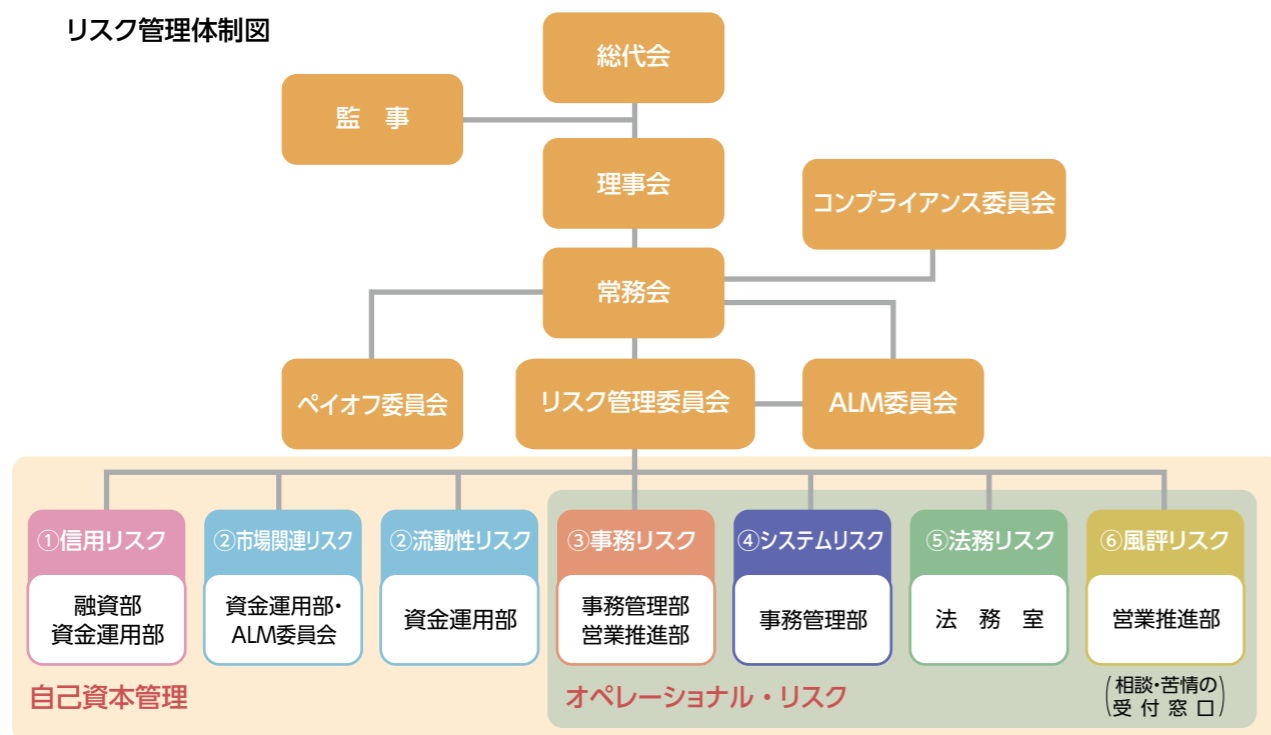 リスク管理体制図
総代会
監　事
理事会
コンプライアンス委員会
常務会
ペイオフ委員会
リスク管理委員会
ALM委員会
①信用リスク
融資部
資金運用部
②市場関連リスク
資金運用部・
ALM委員会
②流動性リスク
資金運用部
③事務リスク
事務管理部
営業推進部
④システムリスク
事務管理部
⑤法務リスク
法　務　室
⑥風評リスク
営業推進部
自己資本管理
オペレーショナル・リスク
(相談・苦情の
受付窓口)